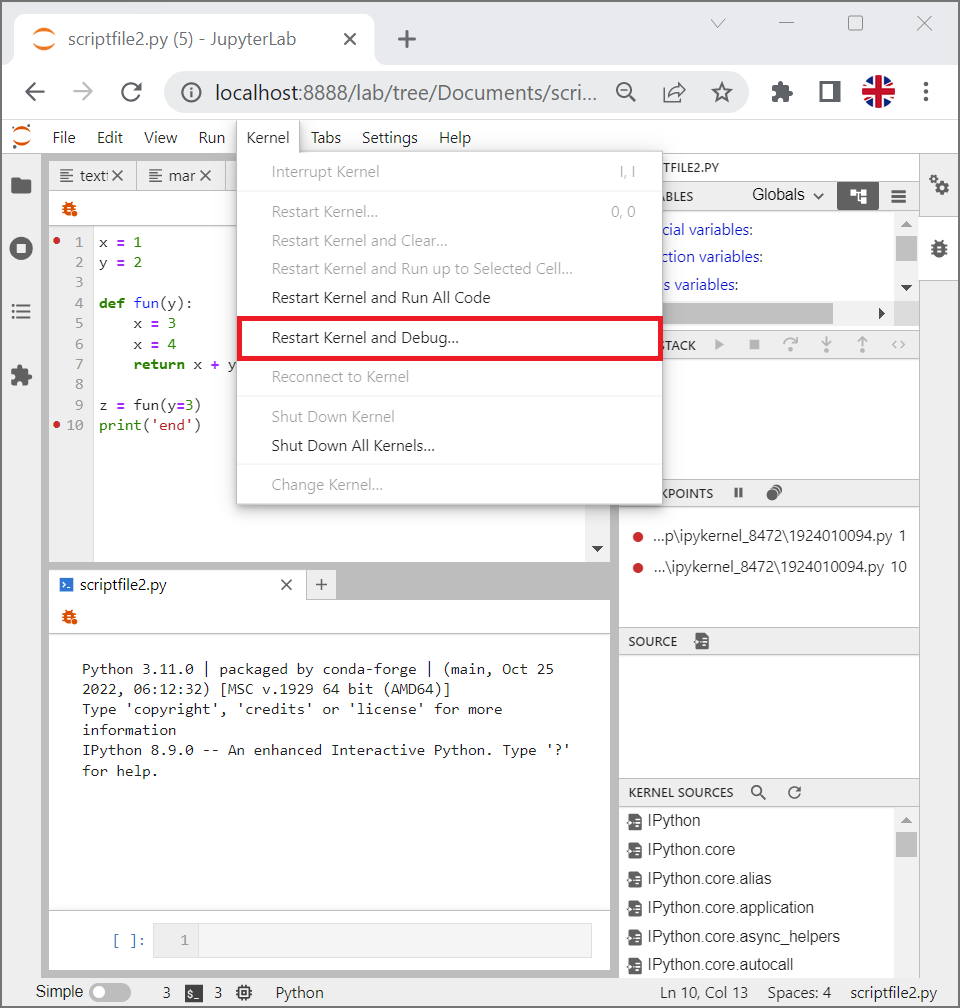 scriptfile2.py (5) - JupyterLab
localhost:8888/lab/tree/Documents/scri...
File Edit View Run Kernel Tabs Settings Help
text mar
x = 1
y = 2
def fun(y):
x = 3
x = 4
return x + y
z = fun(y=3)
print('end')
1
2
3
4
5
6
7
8
9
10
Interrupt Kernel I, I
Restart Kernel... 0, 0
Restart Kernel and Clear...
Restart Kernel and Run up to Selected Cell...
Restart Kernel and Run All Code
Restart Kernel and Debug...
Reconnect to Kernel
Shut Down Kernel
Shut Down All Kernels...
Change Kernel...
TFILE2.PY
ABLES Globals
cial variables:
ction variables:
s variables:
STACK
KPOINTS
...p\ipykernel_8472\1924010094.py 1
...\ipykernel_8472\1924010094.py 10
SOURCE
KERNEL SOURCES
IPython
IPython.core
IPython.core.alias
IPython.core.application
IPython.core.async_helpers
IPython.core.autocall
scriptfile2.py
Python 3.11.0 | packaged by conda-forge | (main, Oct 25
2022, 06:12:32) [MSC v.1929 64 bit (AMD64)]
Type 'copyright', 'credits' or 'license' for more
information
IPython 8.9.0 -- An enhanced Interactive Python. Type '?'
for help.
[ ]: 1
Simple 3 $_ 3 Python Ln 10, Col 13 Spaces: 4 scriptfile2.py